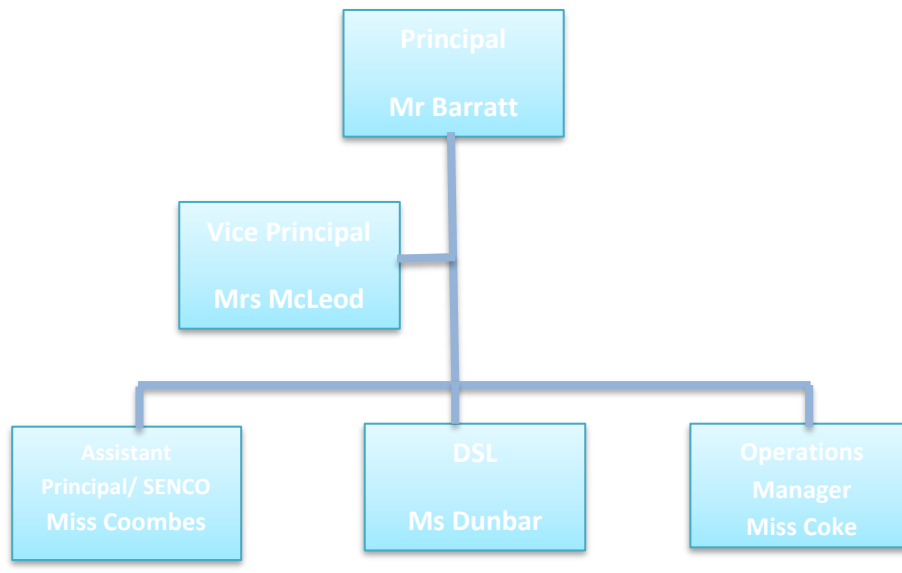 Principal
Mr Barratt
Vice Principal
Mrs McLeod
Assistant
Principal/ SENCO
Miss Coombes
DSL
Ms Dunbar
Operations
Manager
Miss Coke